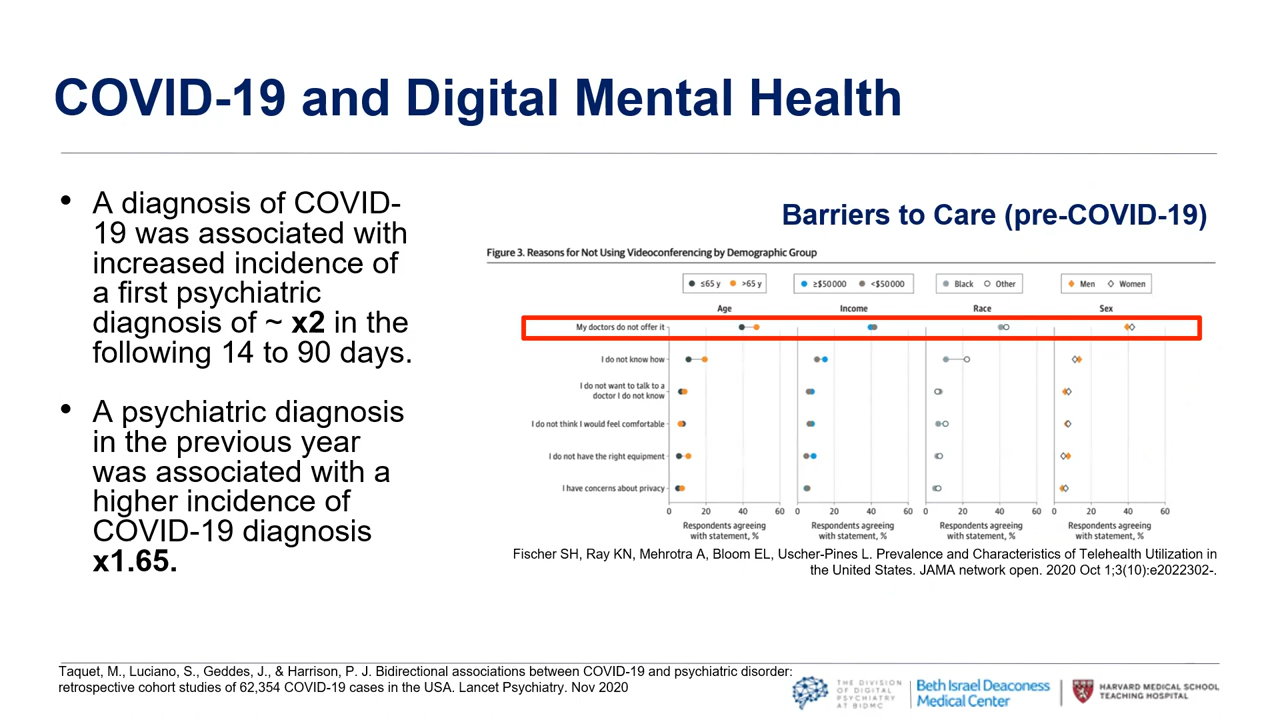 COVID-19 and Digital Mental Health
• A diagnosis of COVID-
19 was associated with
increased incidence of
a first psychiatric
diagnosis of ~ x2 in the
following 14 to 90 days.
• A psychiatric diagnosis
in the previous year
was associated with a
higher incidence of
COVID-19 diagnosis
x1.65.
Barriers to Care (pre-COVID-19)
Figure 3. Reasons for Not Using Videoconferencing by Demographic Group
≤65 y >65 y ≥$50000 <$50000 Black Other Men Women
Age Income Race Sex
My doctors do not offer it
I do not know how
I do not want to talk to a
doctor I do not know
I do not think I would feel comfortable
I do not have the right equipment
I have concerns about privacy
0 20 40 60 0 20 40 60 0 20 40 60 0 20 40 60
Respondents agreeing Respondents agreeing Respondents agreeing Respondents agreeing
with statement, % with statement, % with statement, % with statement, %
Fischer SH, Ray KN, Mehrotra A, Bloom EL, Uscher-Pines L. Prevalence and Characteristics of Telehealth Utilization in
the United States. JAMA network open. 2020 Oct 1;3(10):e2022302-.
Taquet, M., Luciano, S., Geddes, J., & Harrison, P. J. Bidirectional associations between COVID-19 and psychiatric disorder:
retrospective cohort studies of 62,354 COVID-19 cases in the USA. Lancet Psychiatry. Nov 2020
THE DIVISION
OF DIGITAL
PSYCHIATRY
AT BIDMC
Beth Israel Deaconess
Medical Center
HARVARD MEDICAL SCHOOL
TEACHING HOSPITAL